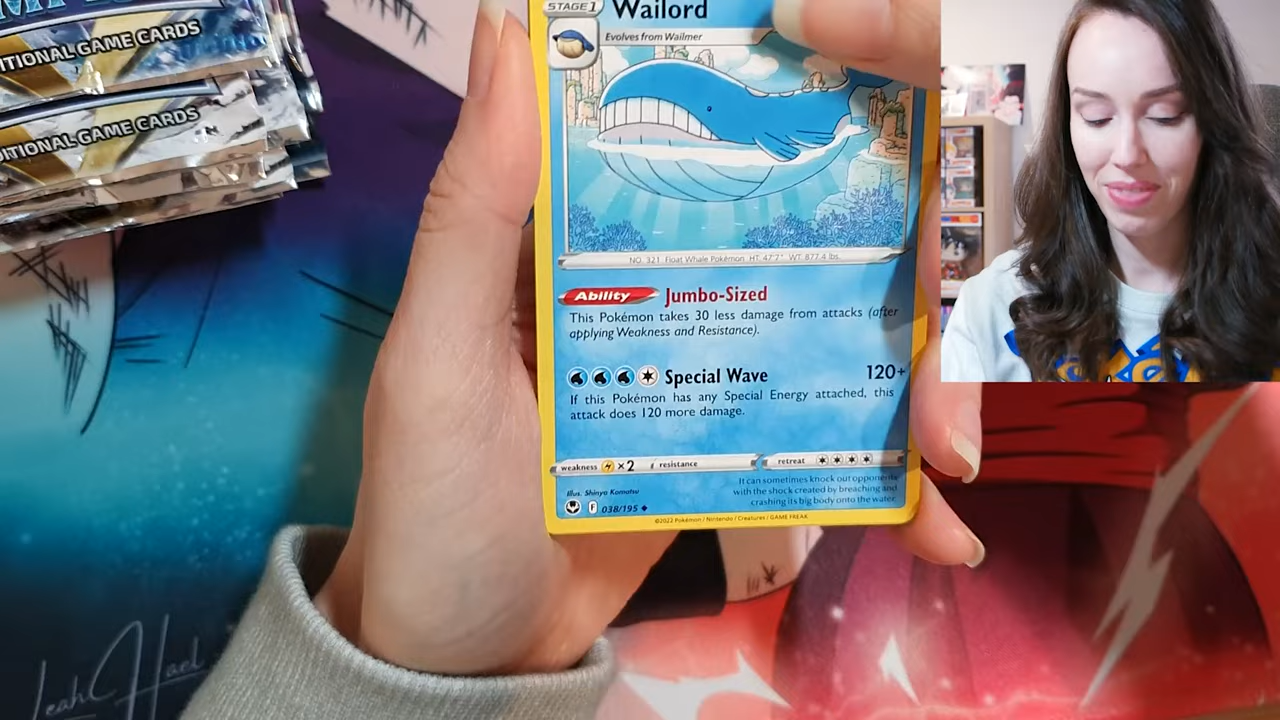 ITIONAL GAME CARDS
DITIONAL GAME CARDS
STAGE 1
Wailord
Evolves from Wailmer
NO. 321 Float Whale Pokémon HT: 47'7" WT: 877.4 lbs.
Ability Jumbo-Sized
This Pokémon takes 30 less damage from attacks (after
applying Weakness and Resistance).
Special Wave 120+
If this Pokémon has any Special Energy attached, this
attack does 120 more damage.
weakness ×2 resistance retreat
It can sometimes knock out opponents
with the shock created by breaching and
crashing its big body onto the water.
Illus. Shinya Komatsu
F 038/195
©2022 Pokémon / Nintendo / Creatures / GAME FREAK
Leah Hael